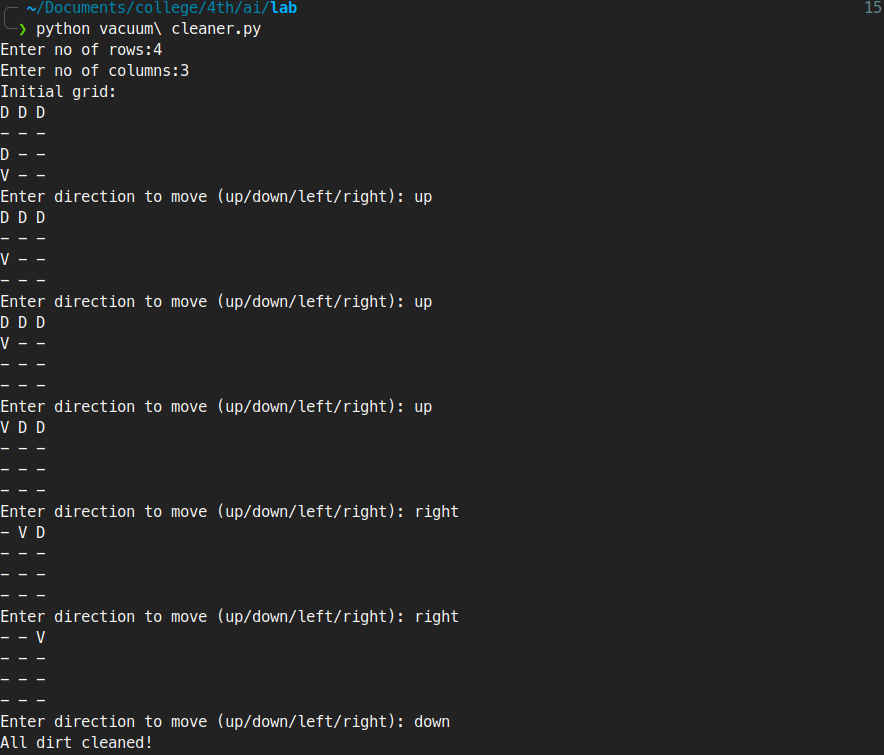 ~/Documents/college/4th/ai/lab 15
❯ python vacuum\ cleaner.py
Enter no of rows:4
Enter no of columns:3
Initial grid:
D D D
- - -
D - -
V - -
Enter direction to move (up/down/left/right): up
D D D
- - -
V - -
- - -
Enter direction to move (up/down/left/right): up
D D D
V - -
- - -
- - -
Enter direction to move (up/down/left/right): up
V D D
- - -
- - -
- - -
Enter direction to move (up/down/left/right): right
- V D
- - -
- - -
- - -
Enter direction to move (up/down/left/right): right
- - V
- - -
- - -
- - -
Enter direction to move (up/down/left/right): down
All dirt cleaned!